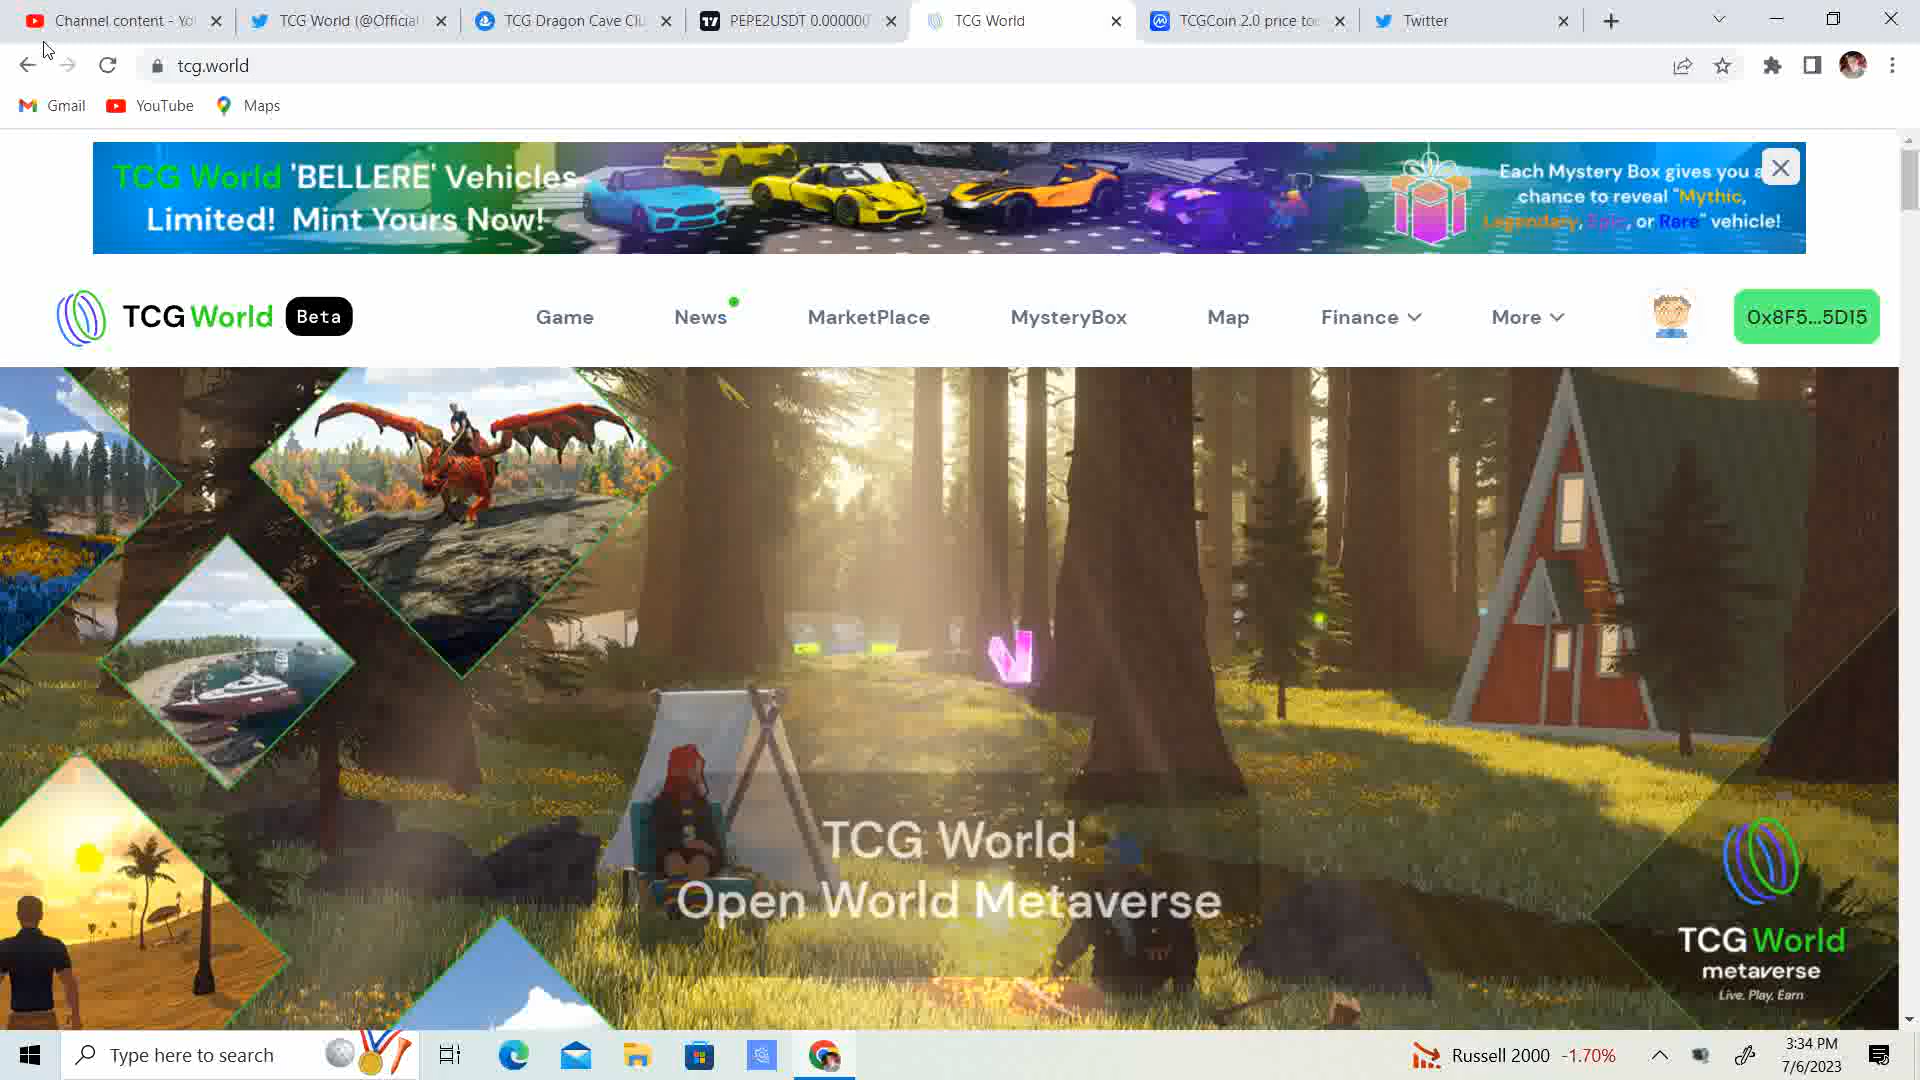 Channel content - Yo
TCG World (@Official
TCG Dragon Cave Clu
PEPE2USDT 0.000000
TCG World
TCGCoin 2.0 price to
Twitter
tcg.world
Gmail
YouTube
Maps
TCG World 'BELLERE' Vehicles
Limited! Mint Yours Now!
Each Mystery Box gives you a
chance to reveal "Mythic,
Legendary, Epic, or Rare" vehicle!
TCG World Beta
Game
News
MarketPlace
MysteryBox
Map
Finance
More
0x8F5...5D15
TCG World
Open World Metaverse
TCG World
metaverse
Live, Play, Earn
Type here to search
Russell 2000 -1.70%
3:34 PM
7/6/2023